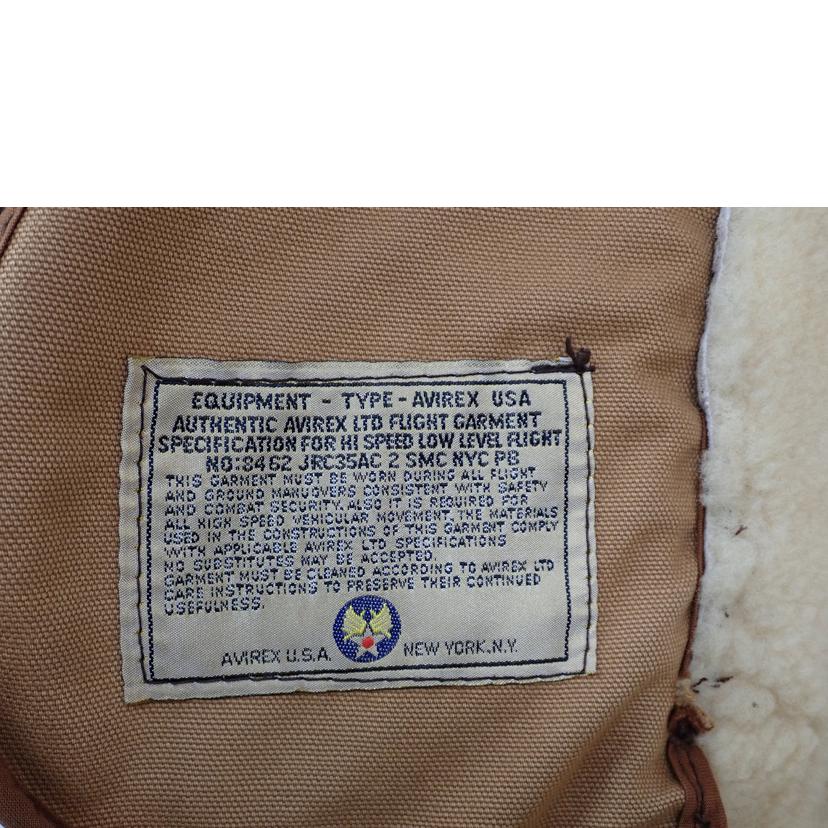 EQUIPMENT - TYPE - AVIREX USA
AUTHENTIC AVIREX LTD FLIGHT GARMENT
SPECIFICATION FOR HI SPEED LOW LEVEL FLIGHT
NO:8462 JRC35AC 2 SMC NYC PB
THIS GARMENT MUST BE WORN DURING ALL FLIGHT
AND GROUND MANUOVERS CONSISTENT WITH SAFETY
AND COMBAT SECURITY. ALSO IT IS REQUIRED FOR
ALL HIGH SPEED VEHICULAR MOVEMENT THE MATERIALS
USED IN THE CONSTRUCTIONS OF THIS GARMENT COMPLY
WITH APPLICABLE AVIREX LTD SPECIFICATIONS
NO SUBSTITUTES MAY BE ACCEPTED.
GARMENT MUST BE CLEANED ACCORDING TO AVIREX LTD
CARE INSTRUCTIONS TO PRESERVE THEIR CONTINUED
USEFULNESS.
AVIREX U.S.A. NEW YORK.N.Y.